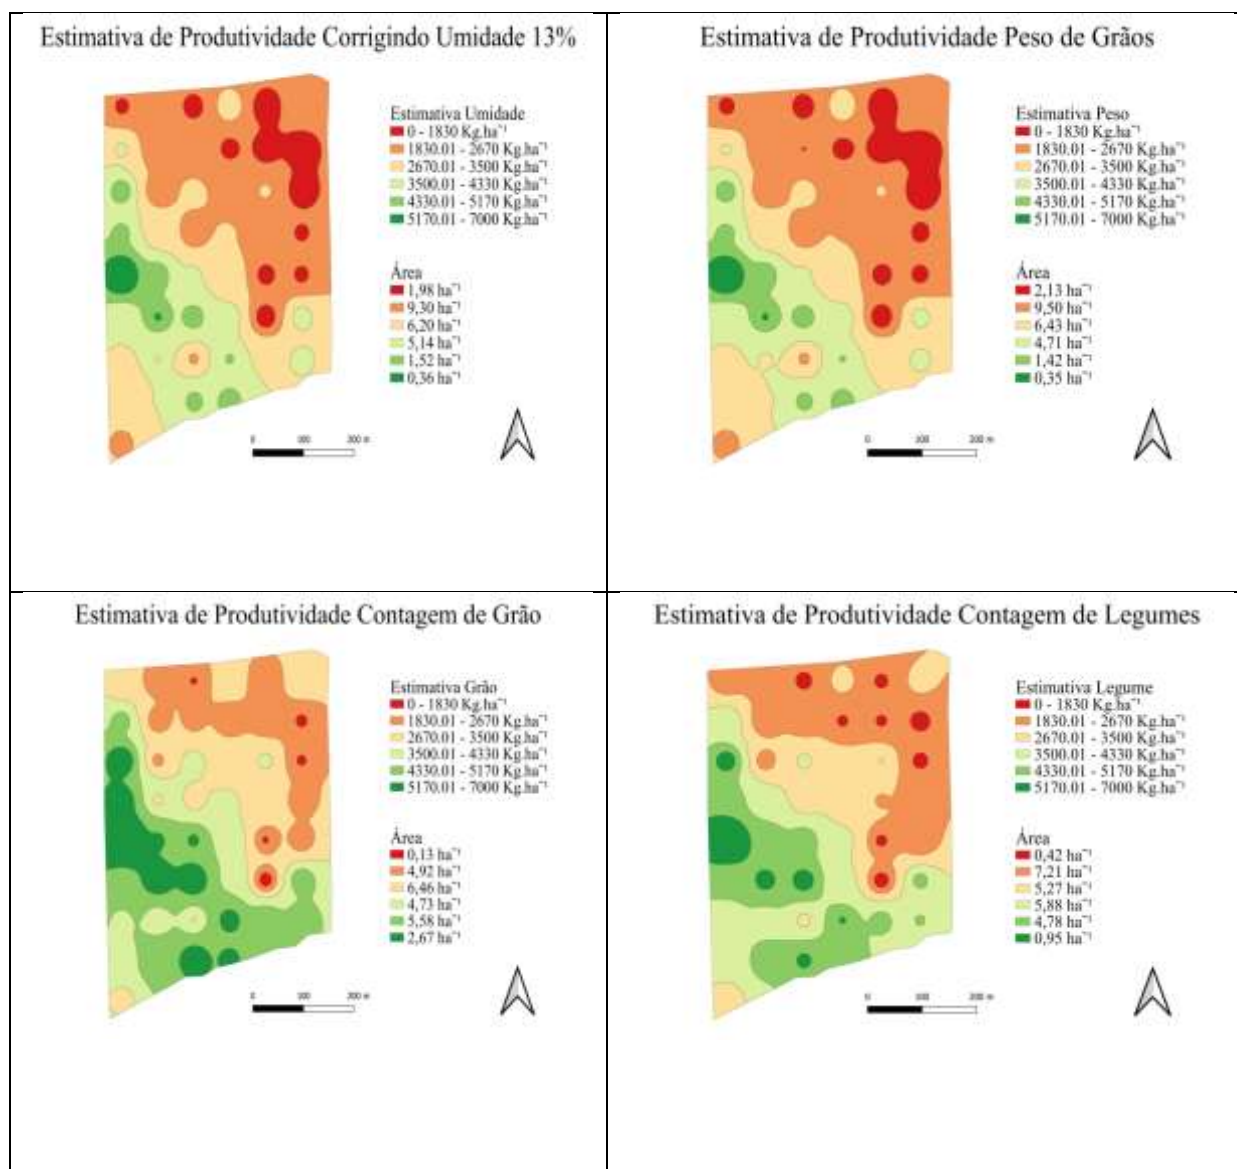 Estimativa de Produtividade Corrigindo Umidade 13%
Estimativa Umidade
0 - 1830 Kg.ha⁻¹
1830.01 - 2670 Kg.ha⁻¹
2670.01 - 3500 Kg.ha⁻¹
3500.01 - 4330 Kg.ha⁻¹
4330.01 - 5170 Kg.ha⁻¹
5170.01 - 7000 Kg.ha⁻¹
Área
1,98 ha⁻¹
9,30 ha⁻¹
6,20 ha⁻¹
5,14 ha⁻¹
1,52 ha⁻¹
0,36 ha⁻¹
0 100 200 m
Estimativa de Produtividade Peso de Grãos
Estimativa Peso
0 - 1830 Kg.ha⁻¹
1830.01 - 2670 Kg.ha⁻¹
2670.01 - 3500 Kg.ha⁻¹
3500.01 - 4330 Kg.ha⁻¹
4330.01 - 5170 Kg.ha⁻¹
5170.01 - 7000 Kg.ha⁻¹
Área
2,13 ha⁻¹
9,50 ha⁻¹
6,43 ha⁻¹
4,71 ha⁻¹
1,42 ha⁻¹
0,35 ha⁻¹
0 100 200 m
Estimativa de Produtividade Contagem de Grão
Estimativa Grão
0 - 1830 Kg.ha⁻¹
1830.01 - 2670 Kg.ha⁻¹
2670.01 - 3500 Kg.ha⁻¹
3500.01 - 4330 Kg.ha⁻¹
4330.01 - 5170 Kg.ha⁻¹
5170.01 - 7000 Kg.ha⁻¹
Área
0,13 ha⁻¹
4,92 ha⁻¹
6,46 ha⁻¹
4,73 ha⁻¹
5,58 ha⁻¹
2,67 ha⁻¹
0 100 200 m
Estimativa de Produtividade Contagem de Legumes
Estimativa Legume
0 - 1830 Kg.ha⁻¹
1830.01 - 2670 Kg.ha⁻¹
2670.01 - 3500 Kg.ha⁻¹
3500.01 - 4330 Kg.ha⁻¹
4330.01 - 5170 Kg.ha⁻¹
5170.01 - 7000 Kg.ha⁻¹
Área
0,42 ha⁻¹
7,21 ha⁻¹
5,27 ha⁻¹
5,88 ha⁻¹
4,78 ha⁻¹
0,95 ha⁻¹
0 100 200 m